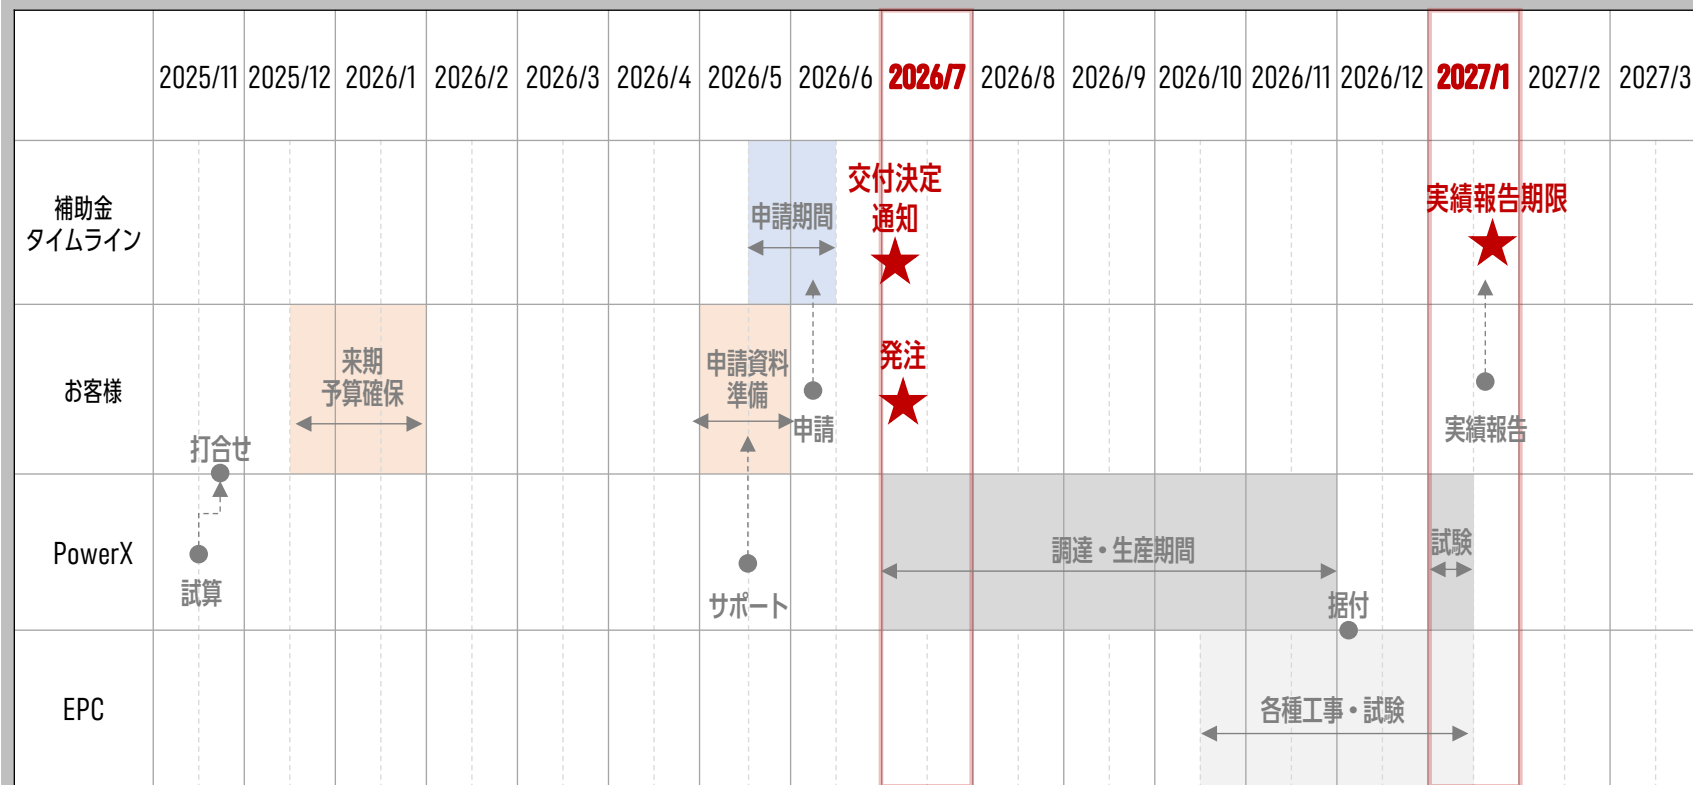 2025/11 2025/12 2026/1 2026/2 2026/3 2026/4 2026/5 2026/6 2026/7 2026/8 2026/9 2026/10 2026/11 2026/12 2027/1 2027/2 2027/3
補助金
タイムライン
申請期間
交付決定
通知
実績報告期限
お客様
打合せ
来期
予算確保
申請資料
準備
申請
発注
実績報告
PowerX
試算
サポート
調達・生産期間
据付
試験
EPC
各種工事・試験